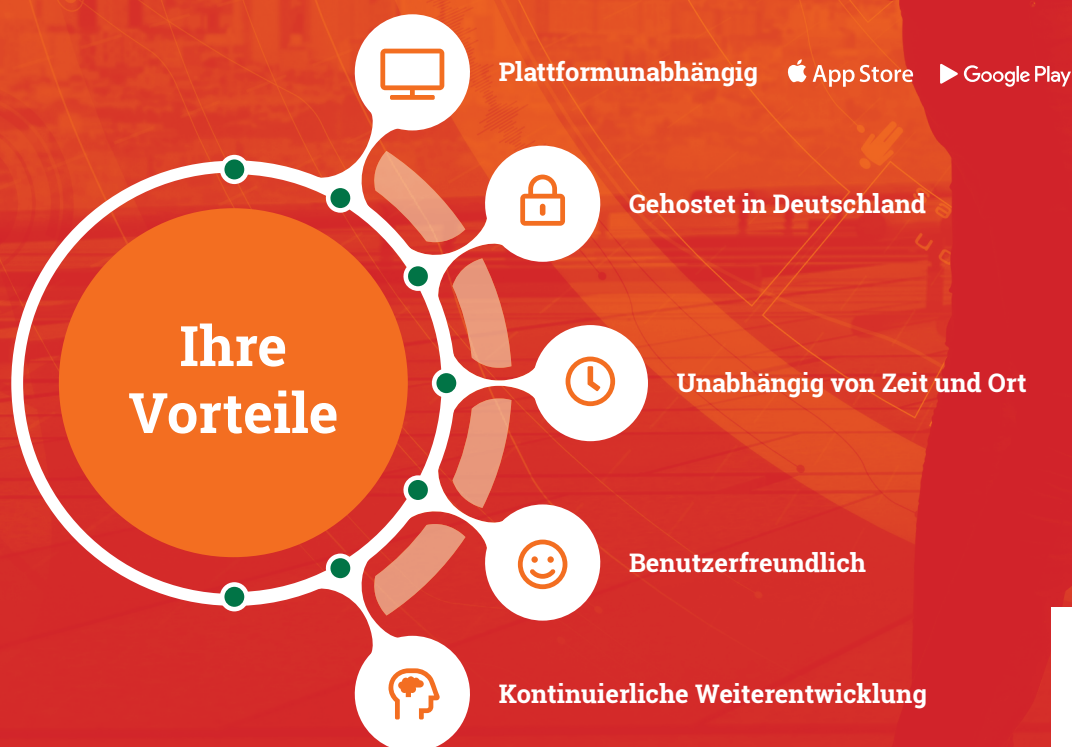 Plattformunabhängig App Store Google Play
Gehostet in Deutschland
Ihre
Vorteile
Unabhängig von Zeit und Ort
Benutzerfreundlich
Kontinuierliche Weiterentwicklung